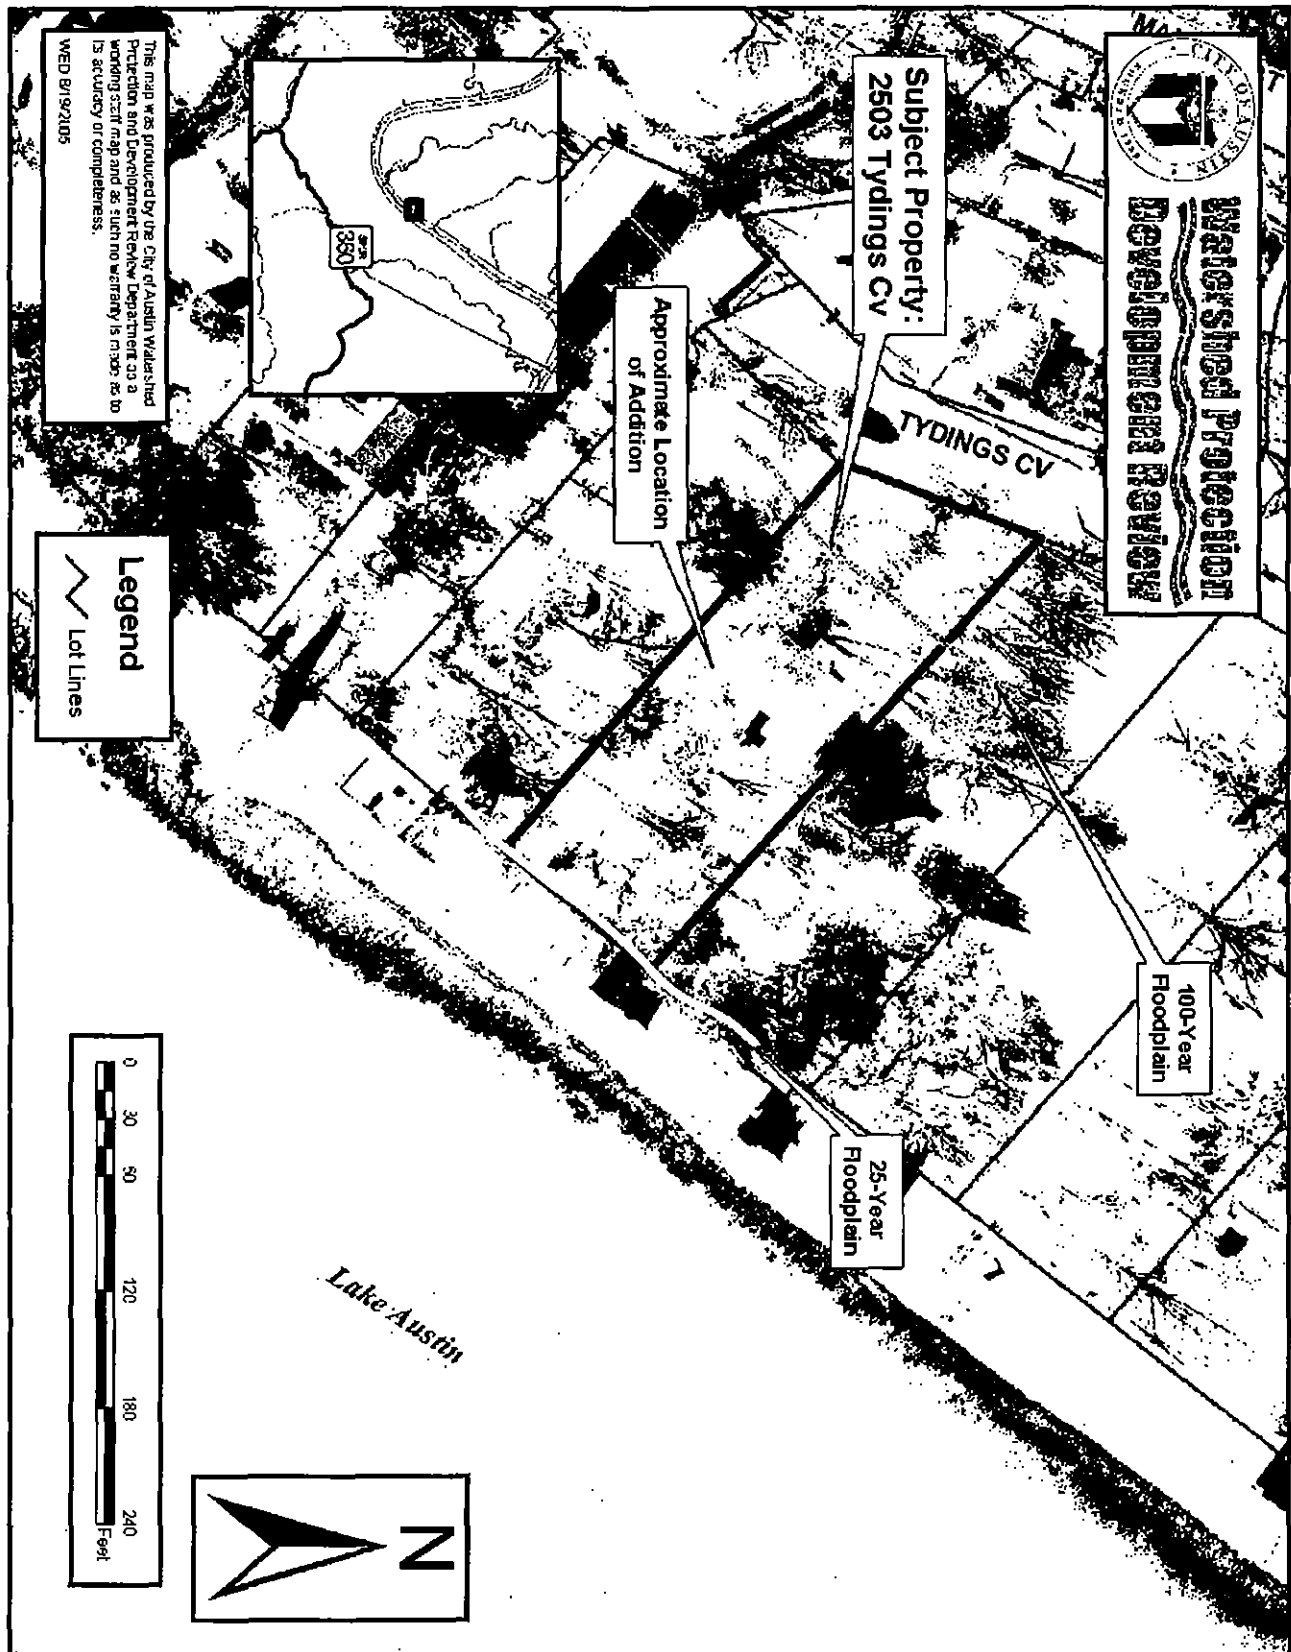 CITY OF AUSTIN
Watershed Protection
Development Review
Subject Property:
2503 Tydings Cv
TYDINGS CV
Approximate Location
of Addition
100-Year
Floodplain
25-Year
Floodplain
Lake Austin
360
This map was produced by the City of Austin Watershed
Protection and Development Review Department as a
working staff map and as such no warranty is made as to
its accuracy or completeness.
Legend
Lot Lines
0 30 60 120 180 240
Feet
N